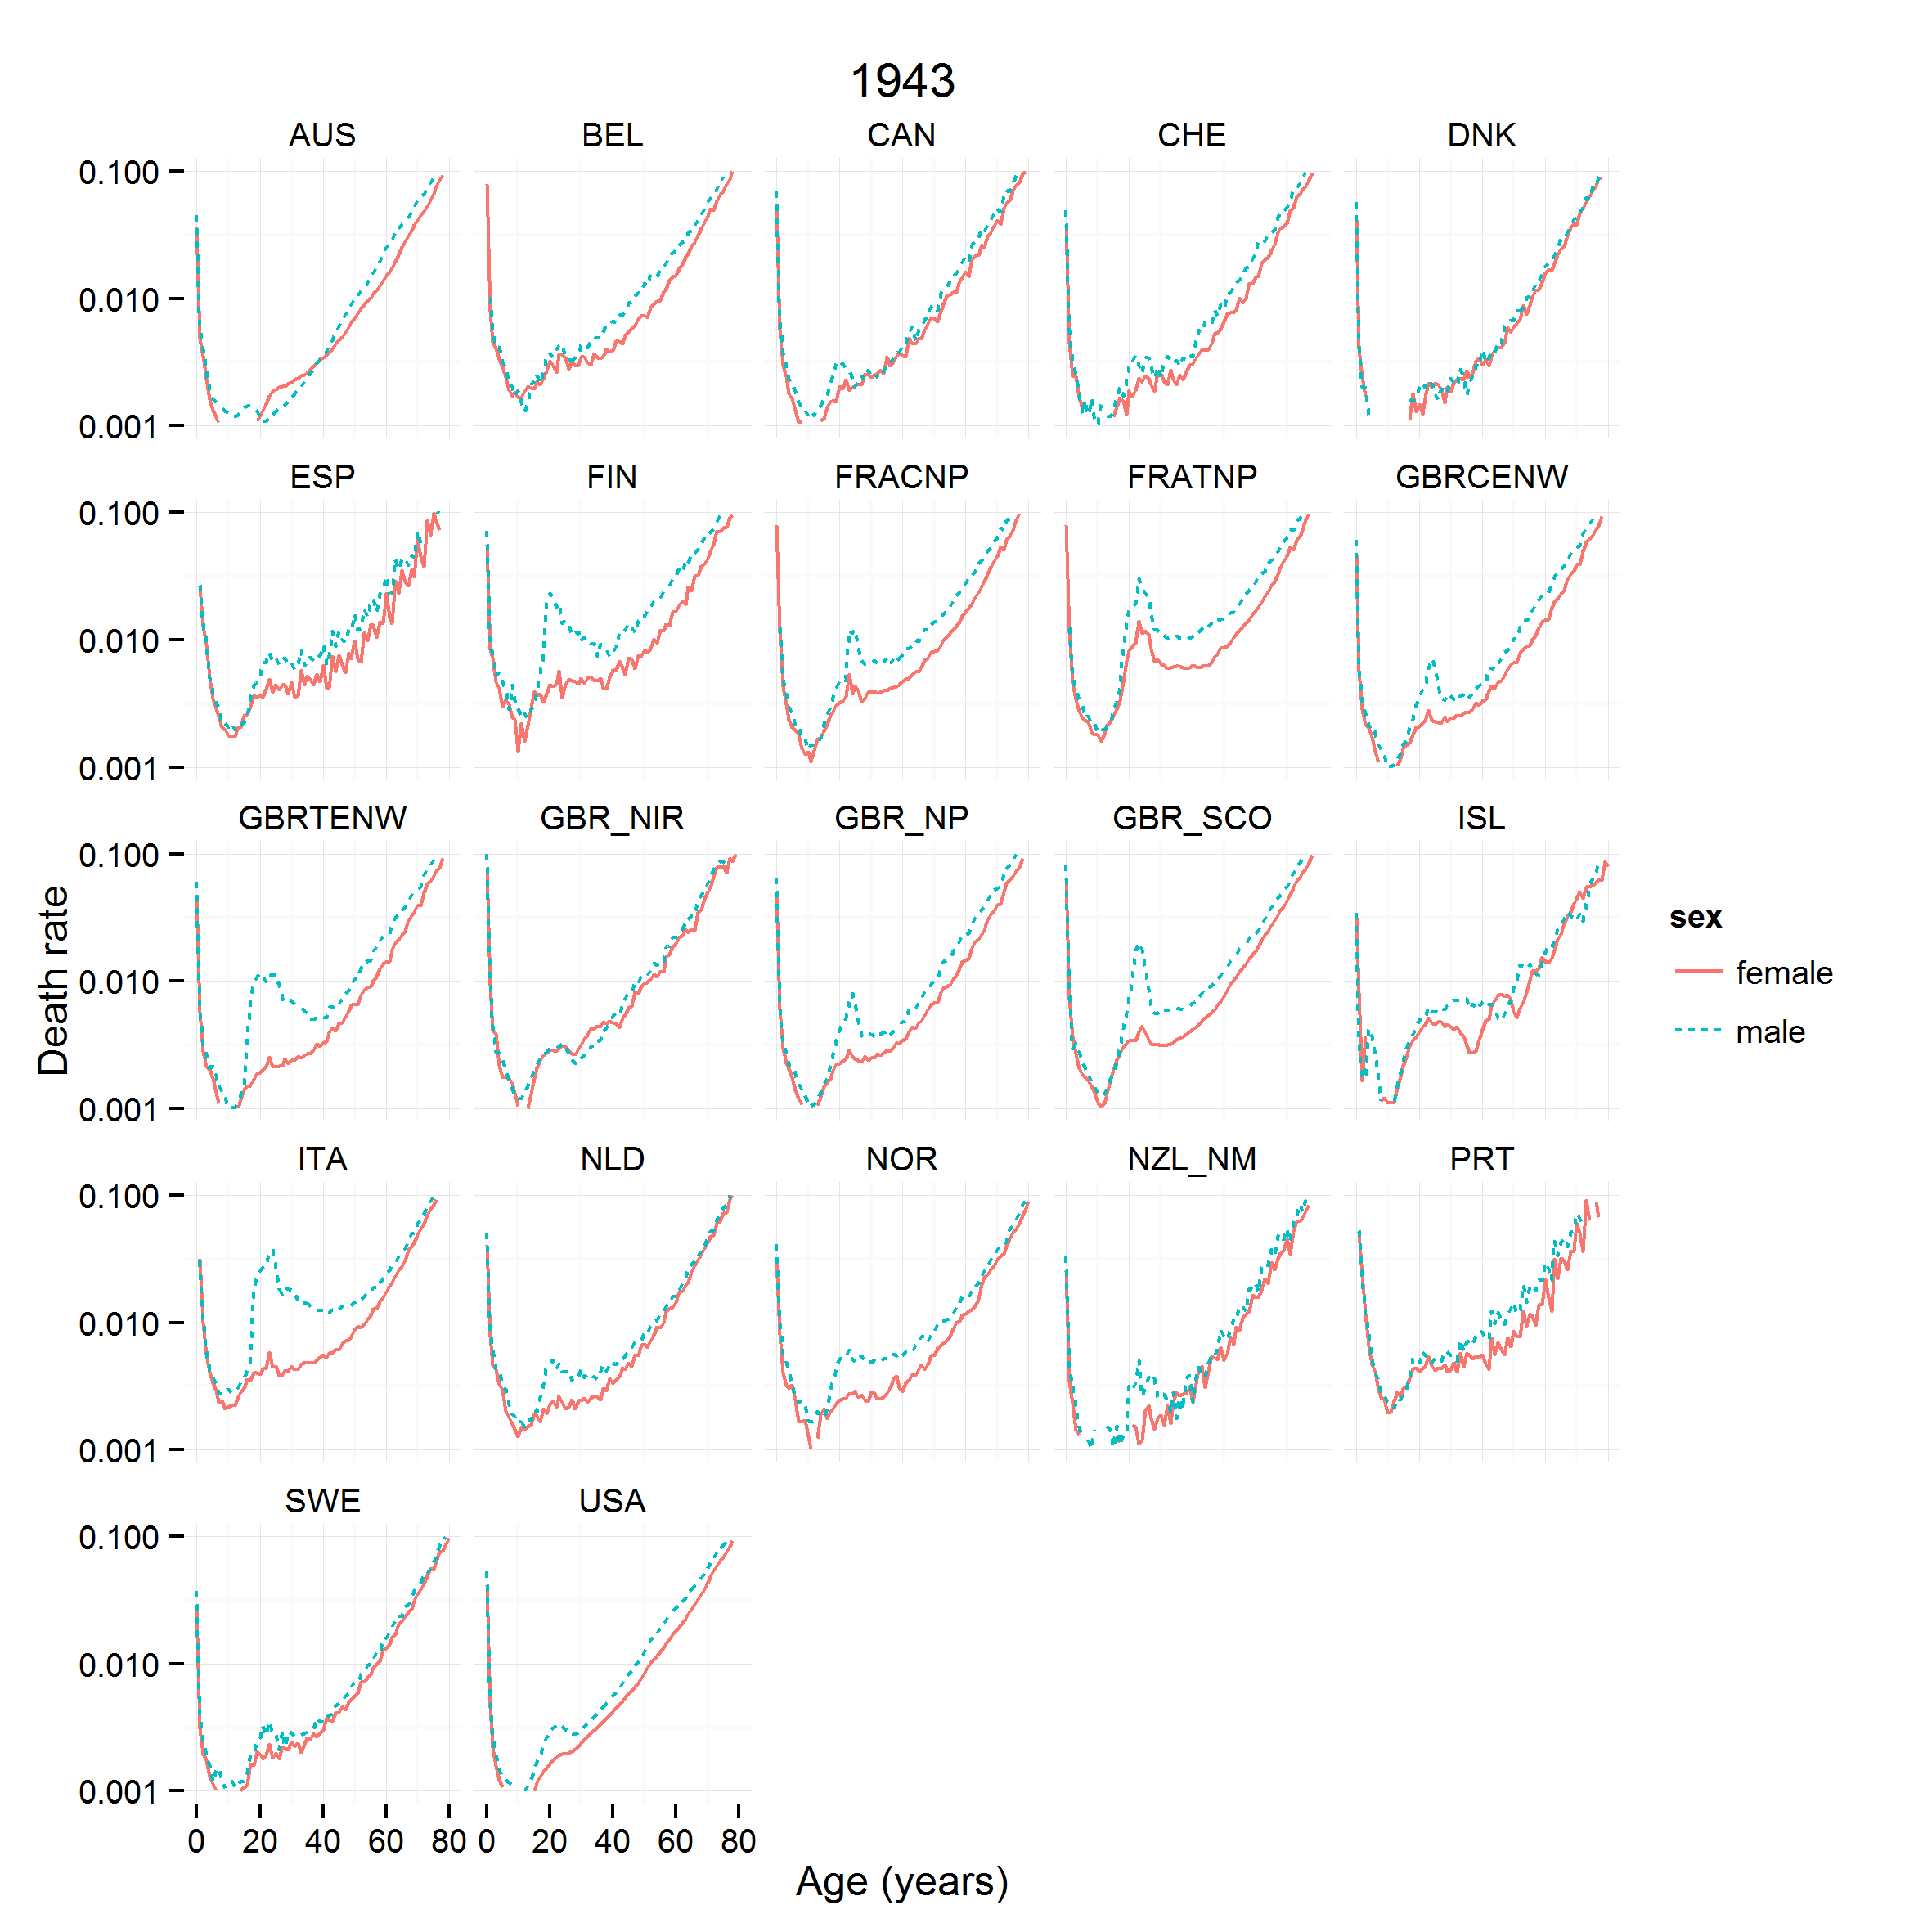 1943
AUS BEL CAN CHE DNK
0.100
0.010
0.001
ESP FIN FRACNP FRATNP GBRCENW
0.100
0.010
0.001
GBRTENW GBR_NIR GBR_NP GBR_SCO ISL
0.100
0.010
0.001
ITA NLD NOR NZL_NM PRT
0.100
0.010
0.001
SWE USA
0.100
0.010
0.001
0 20 40 60 80 0 20 40 60 80
Age (years)
Death rate
sex
female
male